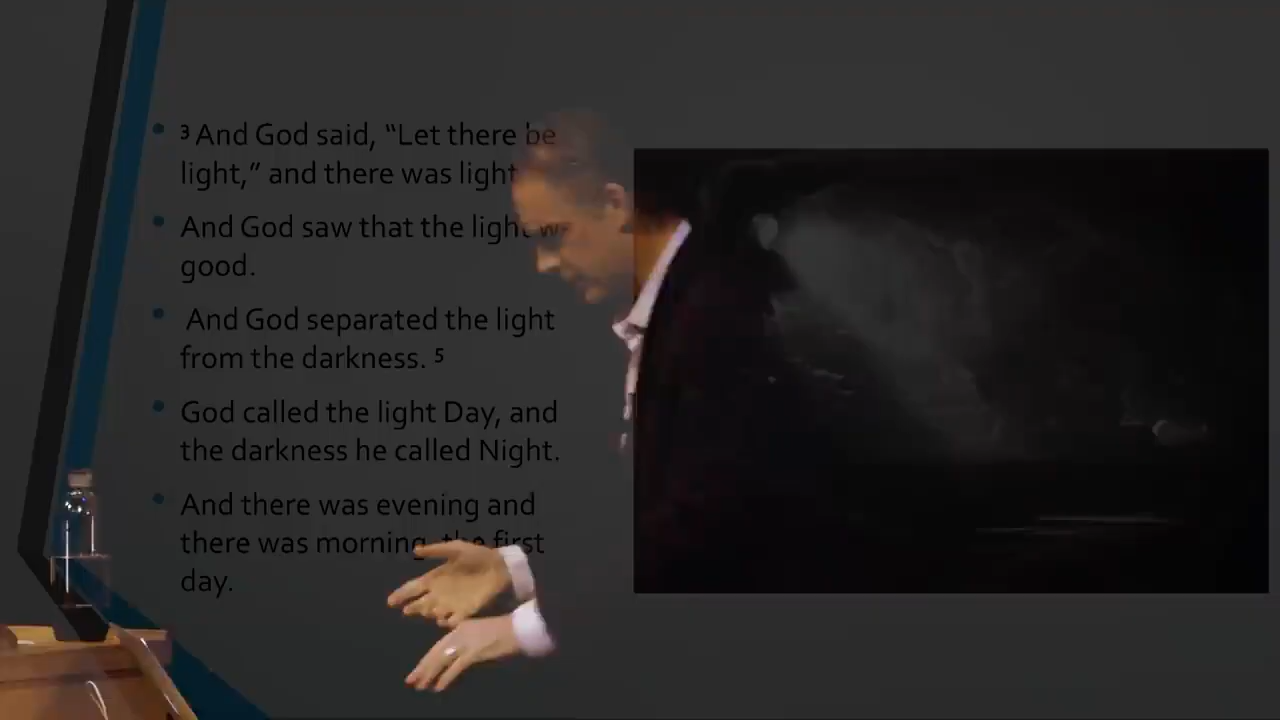 ³ And God said, “Let there be
light,” and there was light
And God saw that the light
good.
And God separated the light
from the darkness. ⁵
God called the light Day, and
the darkness he called Night.
And there was evening and
there was morning, the first
day.